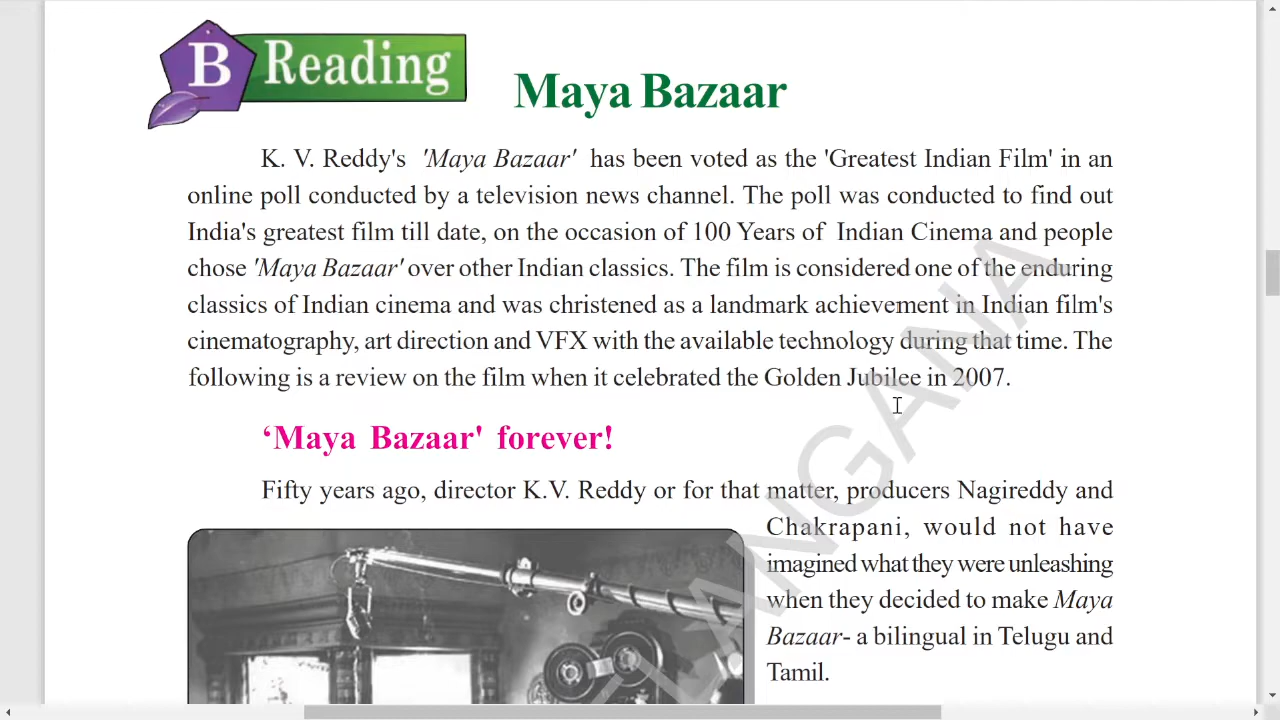 B Reading
Maya Bazaar
K. V. Reddy's 'Maya Bazaar' has been voted as the 'Greatest Indian Film' in an
online poll conducted by a television news channel. The poll was conducted to find out
India's greatest film till date, on the occasion of 100 Years of Indian Cinema and people
chose 'Maya Bazaar' over other Indian classics. The film is considered one of the enduring
classics of Indian cinema and was christened as a landmark achievement in Indian film's
cinematography, art direction and VFX with the available technology during that time. The
following is a review on the film when it celebrated the Golden Jubilee in 2007.
‘Maya Bazaar' forever!
Fifty years ago, director K.V. Reddy or for that matter, producers Nagireddy and
Chakrapani, would not have
imagined what they were unleashing
when they decided to make Maya
Bazaar- a bilingual in Telugu and
Tamil.
ELANGANA